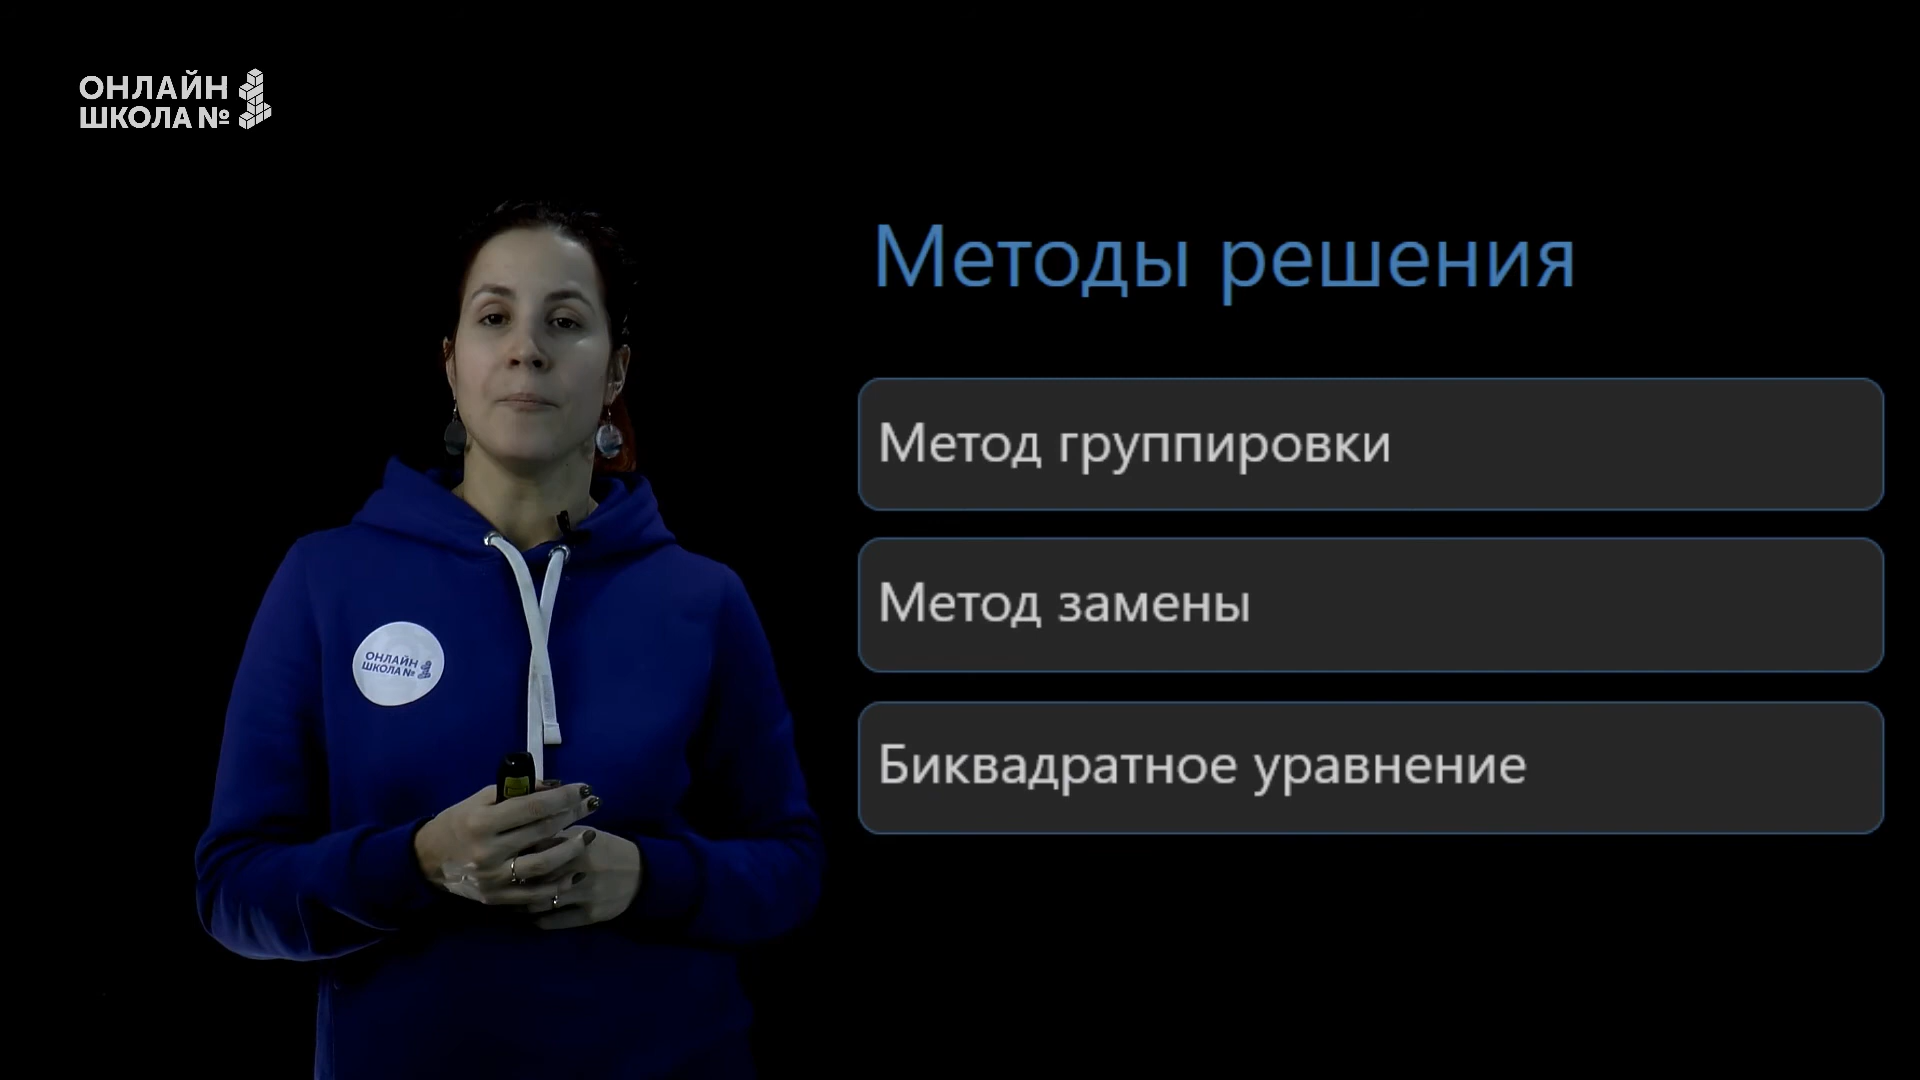 ОНЛАЙН
ШКОЛА №
Методы решения
Метод группировки
Метод замены
Биквадратное уравнение
ОНЛАЙН
ШКОЛА №